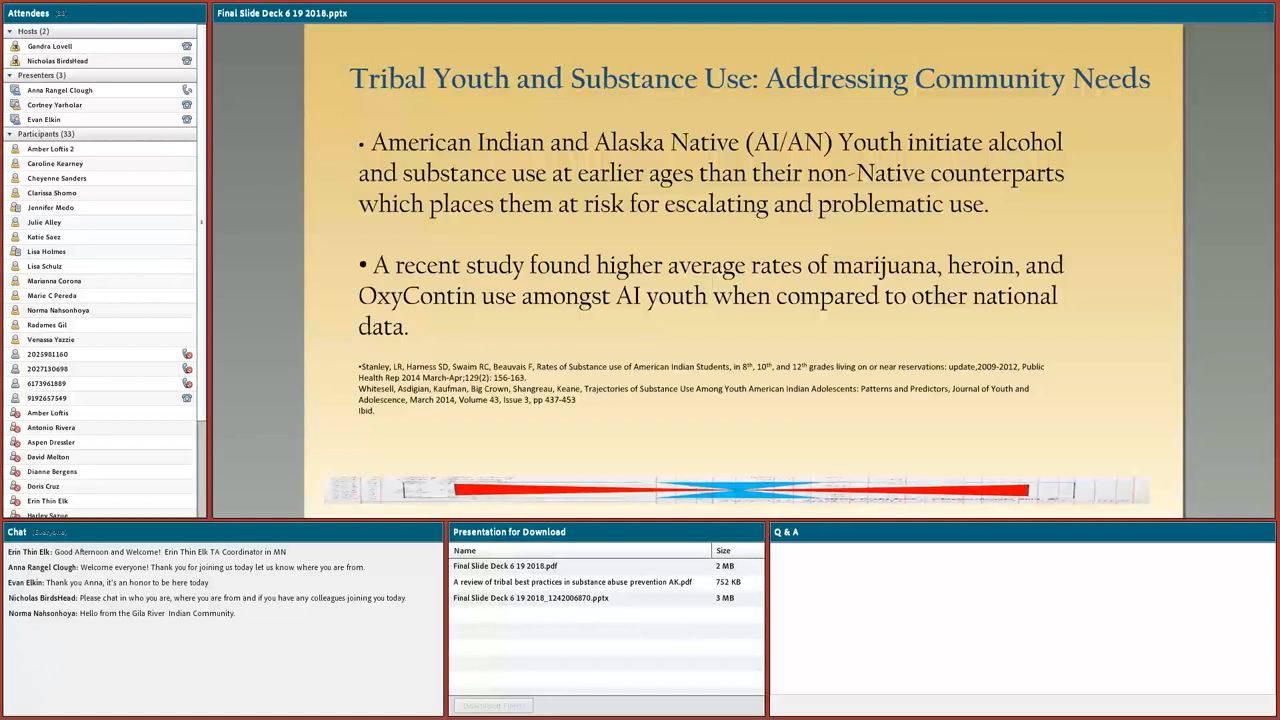 Attendees
Hosts (2)
Gandra Lovell
Nicholas BirdsHead
Presenters (3)
Anna Rangel Clough
Cortney Yarholar
Evan Elkin
Participants (33)
Amber Loftis 2
Caroline Kearney
Cheyenne Sanders
Clarissa Shomo
Jennifer Medo
Julie Alley
Katie Saez
Lisa Holmes
Lisa Schulz
Marianna Corona
Marie C Pereda
Norma Nahsonhoya
Radames Gil
Venassa Yazzie
2025981160
2027130698
6173961889
9192657549
Amber Loftis
Antonio Rivera
Aspen Dressler
David Melton
Dianne Bergens
Doris Cruz
Erin Thin Elk
Final Slide Deck 6 19 2018.pptx
Tribal Youth and Substance Use: Addressing Community Needs
• American Indian and Alaska Native (AI/AN) Youth initiate alcohol
and substance use at earlier ages than their non-Native counterparts
which places them at risk for escalating and problematic use.
• A recent study found higher average rates of marijuana, heroin, and
OxyContin use amongst AI youth when compared to other national
data.
•Stanley, LR, Harness SD, Swaim RC, Beauvais F, Rates of Substance use of American Indian Students, in 8th, 10th, and 12th grades living on or near reservations: update,2009-2012, Public
Health Rep 2014 March-Apr;129(2): 156-163.
Whitesell, Asdigian, Kaufman, Big Crown, Shangreau, Keane, Trajectories of Substance Use Among Youth American Indian Adolescents: Patterns and Predictors, Journal of Youth and
Adolescence, March 2014, Volume 43, Issue 3, pp 437-453
Ibid.
Chat (Everyone)
Erin Thin Elk: Good Afternoon and Welcome! Erin Thin Elk TA Coordinator in MN
Anna Rangel Clough: Welcome everyone! Thank you for joining us today let us know where you are from.
Evan Elkin: Thank you Anna, it's an honor to be here today
Nicholas BirdsHead: Please chat in who you are, where you are from and if you have any colleagues joining you today.
Norma Nahsonhoya: Hello from the Gila River Indian Community.
Presentation for Download
Name Size
Final Slide Deck 6 19 2018.pdf 2 MB
A review of tribal best practices in substance abuse prevention AK.pdf 752 KB
Final Slide Deck 6 19 2018_1242006870.pptx 3 MB
Download File(s)
Q & A